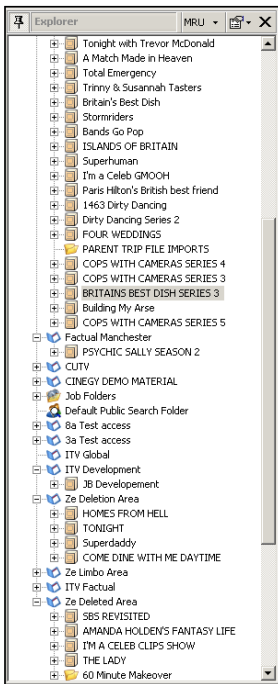 Explorer MRU
Tonight with Trevor McDonald
A Match Made in Heaven
Total Emergency
Trinny & Susannah Tasters
Britain's Best Dish
Stormriders
Bands Go Pop
ISLANDS OF BRITAIN
Superhuman
I'm a Celeb GMOOH
Paris Hilton's British best friend
1463 Dirty Dancing
Dirty Dancing Series 2
FOUR WEDDINGS
PARENT TRIP FILE IMPORTS
COPS WITH CAMERAS SERIES 4
COPS WITH CAMERAS SERIES 3
BRITAINS BEST DISH SERIES 3
Building My Arse
COPS WITH CAMERAS SERIES 5
Factual Manchester
PSYCHIC SALLY SEASON 2
CUTV
CINEGY DEMO MATERIAL
Job Folders
Default Public Search Folder
8a Test access
3a Test access
ITV Global
ITV Development
JB Developement
Ze Deletion Area
HOMES FROM HELL
TONIGHT
Superdaddy
COME DINE WITH ME DAYTIME
Ze Limbo Area
ITV Factual
Ze Deleted Area
SBS REVISITED
AMANDA HOLDEN'S FANTASY LIFE
I'M A CELEB CLIPS SHOW
THE LADY
60 Minute Makeover